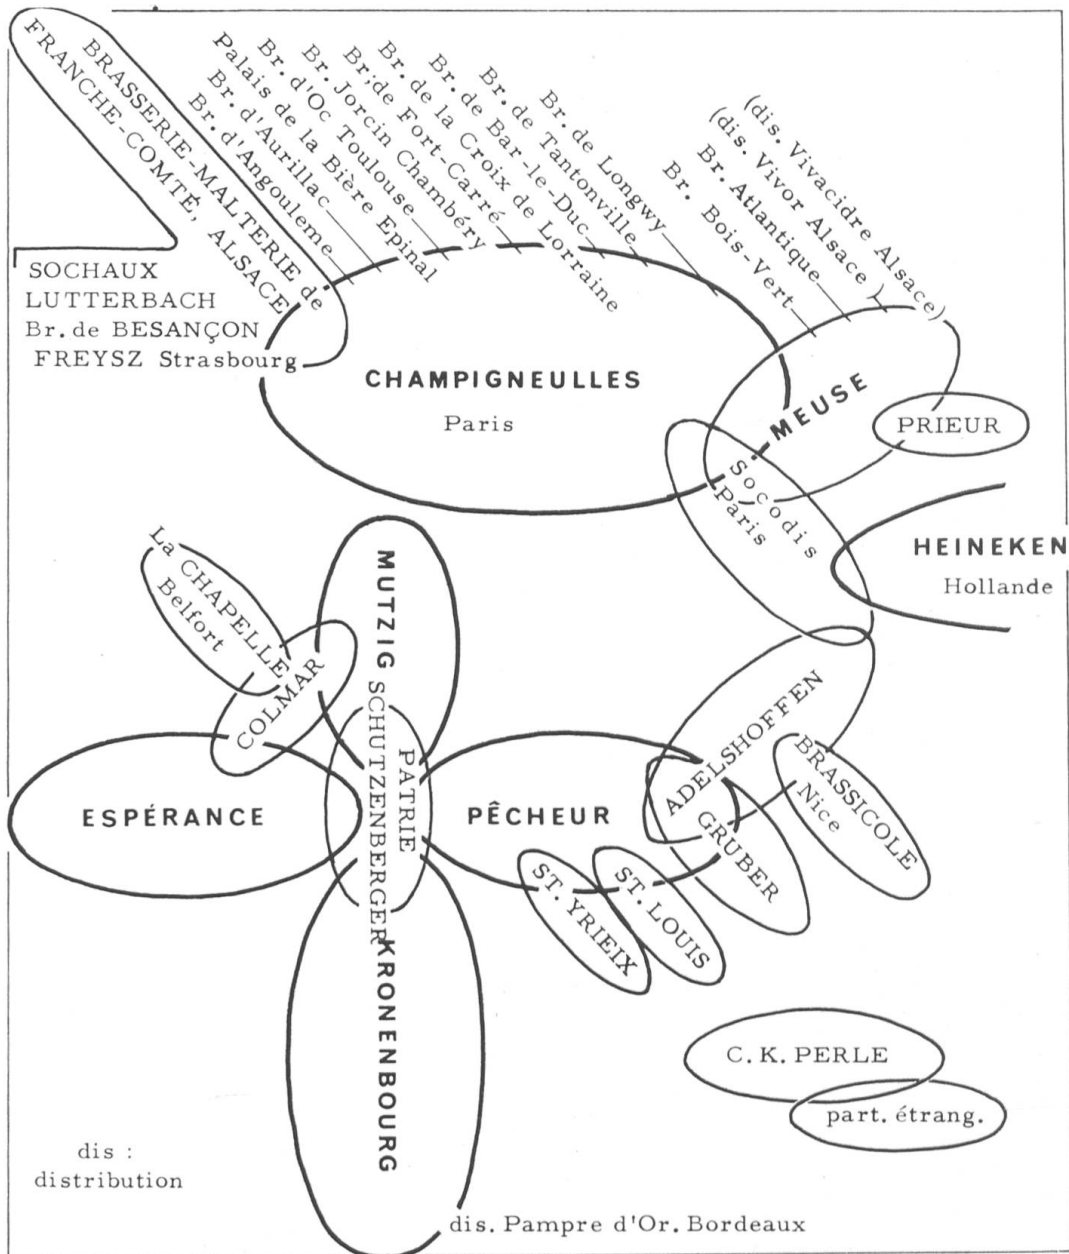 BRASSERIE-MALTERIE de
FRANCHE-COMTÉ, ALSACE
SOCHAUX
LUTTERBACH
Br. de BESANÇON
FREYSZ Strasbourg
Br. d'Angouleme
Br. d'Aurillac
Palais de la Bière Epinal
Br. d'Oc Toulouse
Br. Jorcin Chambéry
Br; de Fort-Carré
Br. de la Croix de Lorraine
Br. de Bar-le-Duc
Br. de Tantonville
Br. de Longwy
Br. Bois-Vert
Br. Atlantique
(dis. Vivor Alsace )
(dis. Vivacidre Alsace)
CHAMPIGNEULLES
Paris
MEUSE
PRIEUR
Socodis
Paris
HEINEKEN
Hollande
La CHAPELLE
Belfort
COLMAR
MUTZIG
SCHUTZENBERGER
PATRIE
ESPÉRANCE
PÊCHEUR
ADELSHOFFEN
GRUBER
BRASSICOLE
Nice
ST. YRIEIX
ST. LOUIS
KRONENBOURG
C. K. PERLE
part. étrang.
dis :
distribution
dis. Pampre d'Or. Bordeaux